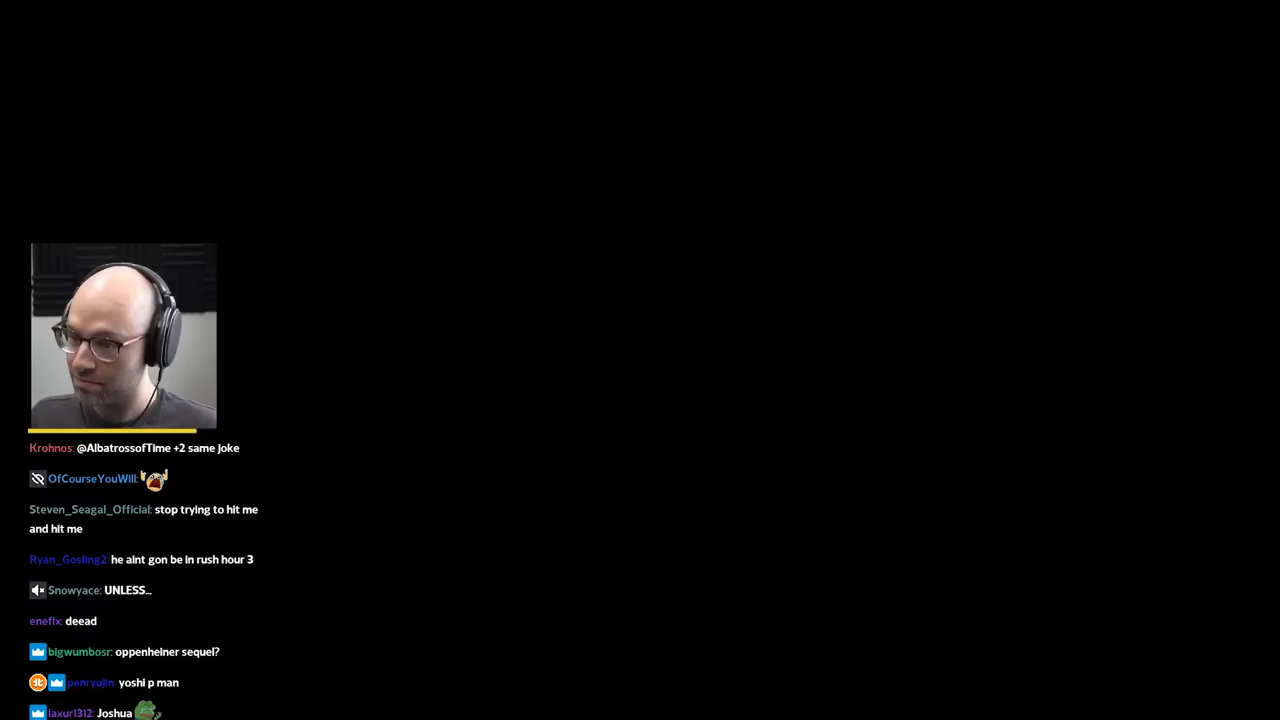 Krohnos: @AlbatrossofTime +2 same joke
OfCourseYouWill:
Steven_Seagal_Official: stop trying to hit me
and hit me
Ryan_Gosling2: he aint gon be in rush hour 3
Snowyace: UNLESS...
enefix: deead
bigwumbosr: oppenheiner sequel?
penryujin: yoshi p man
laxur1312: Joshua